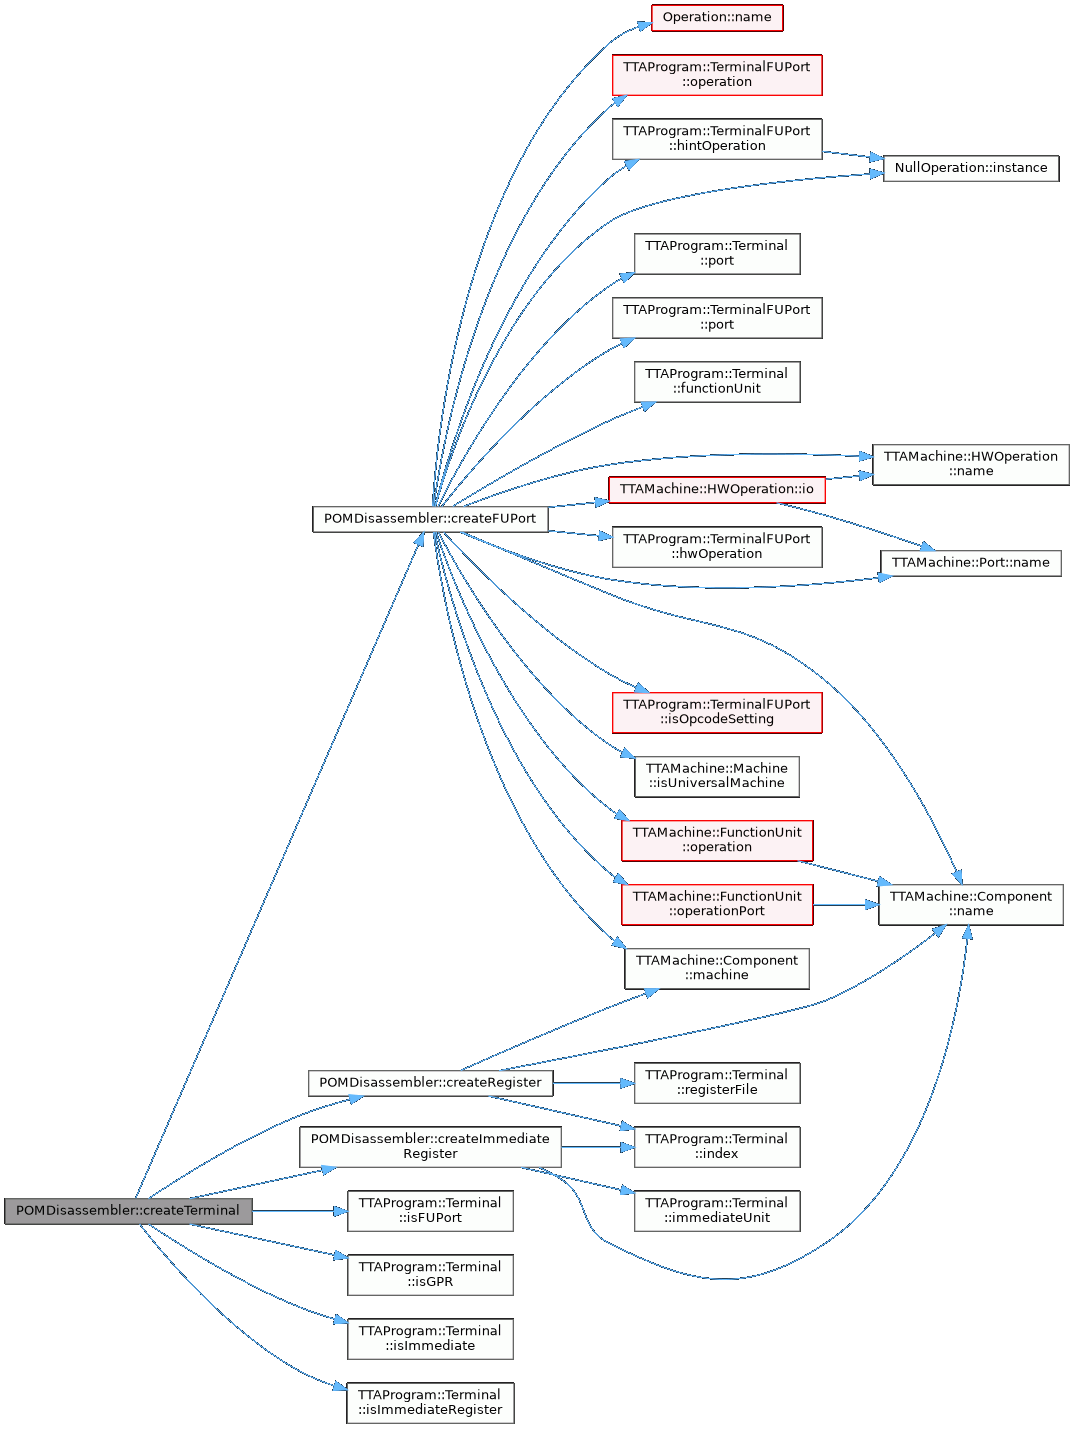 Operation::name
TTAProgram::TerminalFUPort
::operation
TTAProgram::TerminalFUPort
::hintOperation
NullOperation::instance
TTAProgram::Terminal
::port
TTAProgram::TerminalFUPort
::port
TTAProgram::Terminal
::functionUnit
TTAMachine::HWOperation
::name
TTAMachine::HWOperation::io
POMDisassembler::createFUPort
TTAProgram::TerminalFUPort
::hwOperation
TTAMachine::Port::name
TTAProgram::TerminalFUPort
::isOpcodeSetting
TTAMachine::Machine
::isUniversalMachine
TTAMachine::FunctionUnit
::operation
TTAMachine::FunctionUnit
::operationPort
TTAMachine::Component
::name
TTAMachine::Component
::machine
POMDisassembler::createRegister
TTAProgram::Terminal
::registerFile
POMDisassembler::createImmediate
Register
TTAProgram::Terminal
::index
POMDisassembler::createTerminal
TTAProgram::Terminal
::isFUPort
TTAProgram::Terminal
::immediateUnit
TTAProgram::Terminal
::isGPR
TTAProgram::Terminal
::isImmediate
TTAProgram::Terminal
::isImmediateRegister